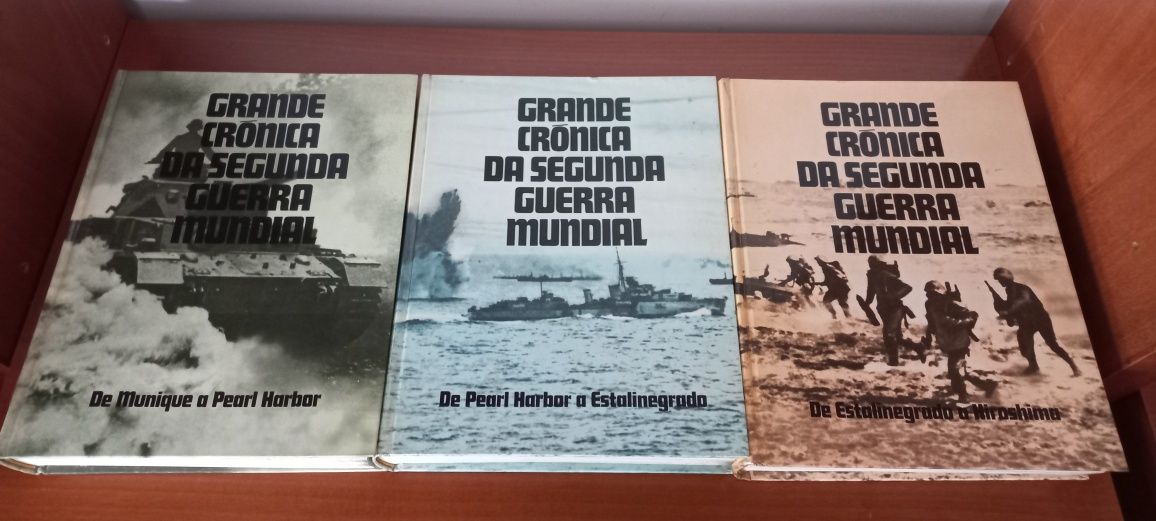 GRANDE
CRÓNICA
DA SEGUNDA
GUERRA
MUNDIAL
De Munique a Pearl Harbor
GRANDE
CRÓNICA
DA SEGUNDA
GUERRA
MUNDIAL
De Pearl Harbor a Estalinegrado
GRANDE
CRÓNICA
DA SEGUNDA
GUERRA
MUNDIAL
De Estalinegrado a Hiroshima